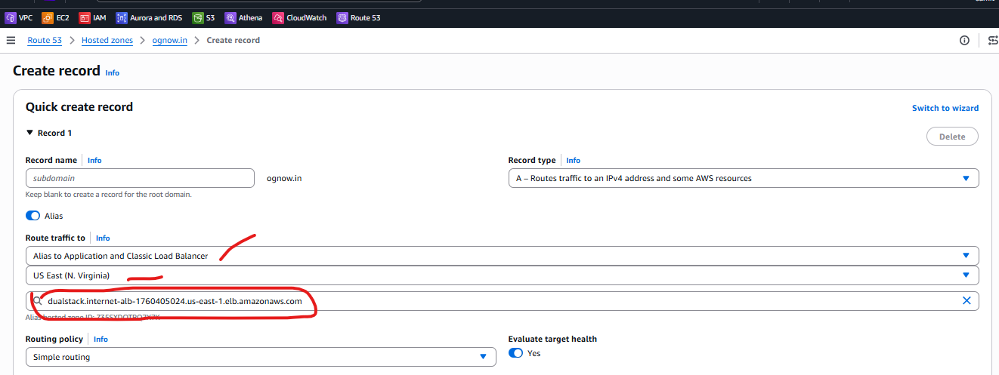 VPC EC2 IAM Aurora and RDS S3 Athena CloudWatch Route 53
Route 53 > Hosted zones > ognow.in > Create record
Create record Info
Quick create record
Switch to wizard
▼ Record 1
Delete
Record name Info
Record type Info
subdomain
ognow.in
A – Routes traffic to an IPv4 address and some AWS resources
Keep blank to create a record for the root domain.
Alias
Route traffic to Info
Alias to Application and Classic Load Balancer
US East (N. Virginia)
dualstack.internet-alb-1760405024.us-east-1.elb.amazonaws.com
Alias hosted zone ID:
Routing policy Info
Evaluate target health
Simple routing
Yes